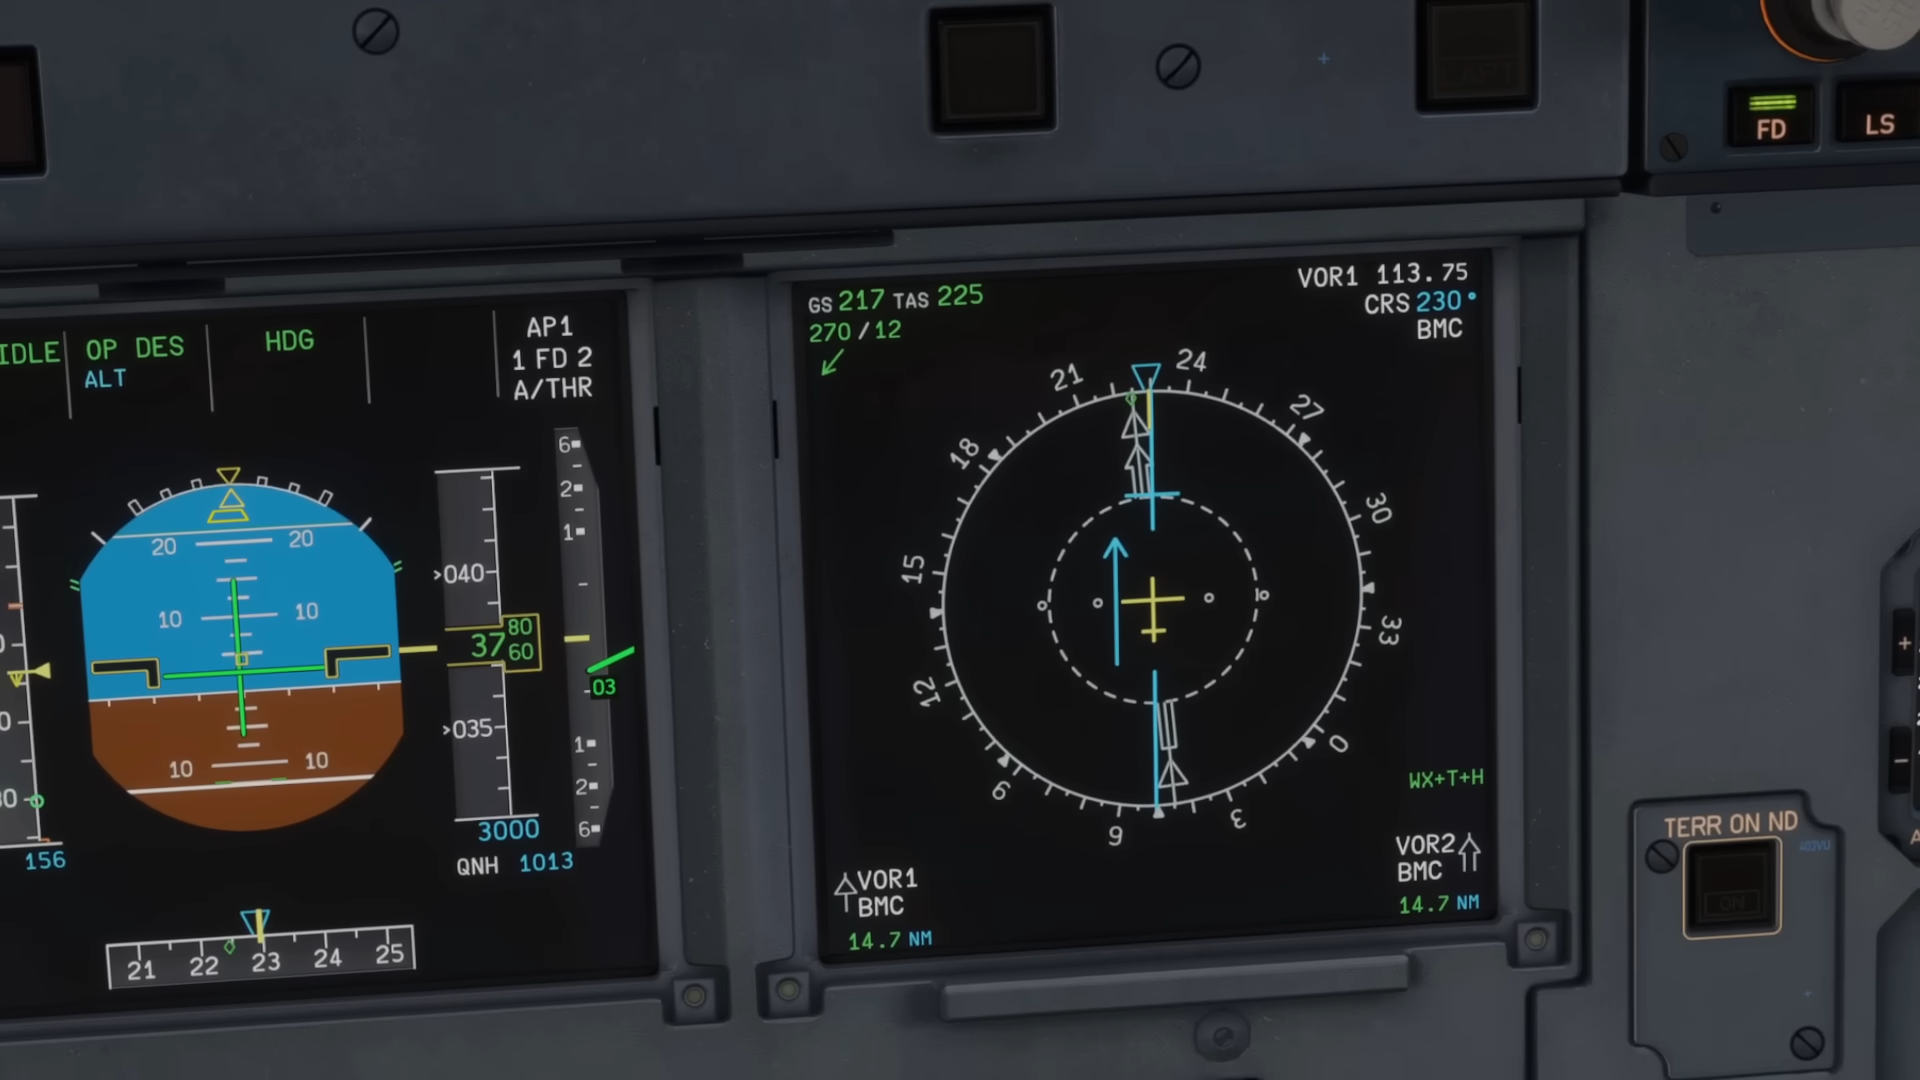 FD
LS
IDLE OP DES HDG AP1
ALT 1 FD 2
A/THR
20 20
10 10
10 10
040
37 80
60
035
3000
QNH 1013
6
2
1
03
1
2
6
156
21 22 23 24 25
GS 217 TAS 225
270 / 12
VOR1 113.75
CRS 230°
BMC
21 24 27 30 33 0 3 6 9 12 15 18
WX+T+H
VOR1
BMC
14.7 NM
VOR2
BMC
14.7 NM
TERR ON ND
ON